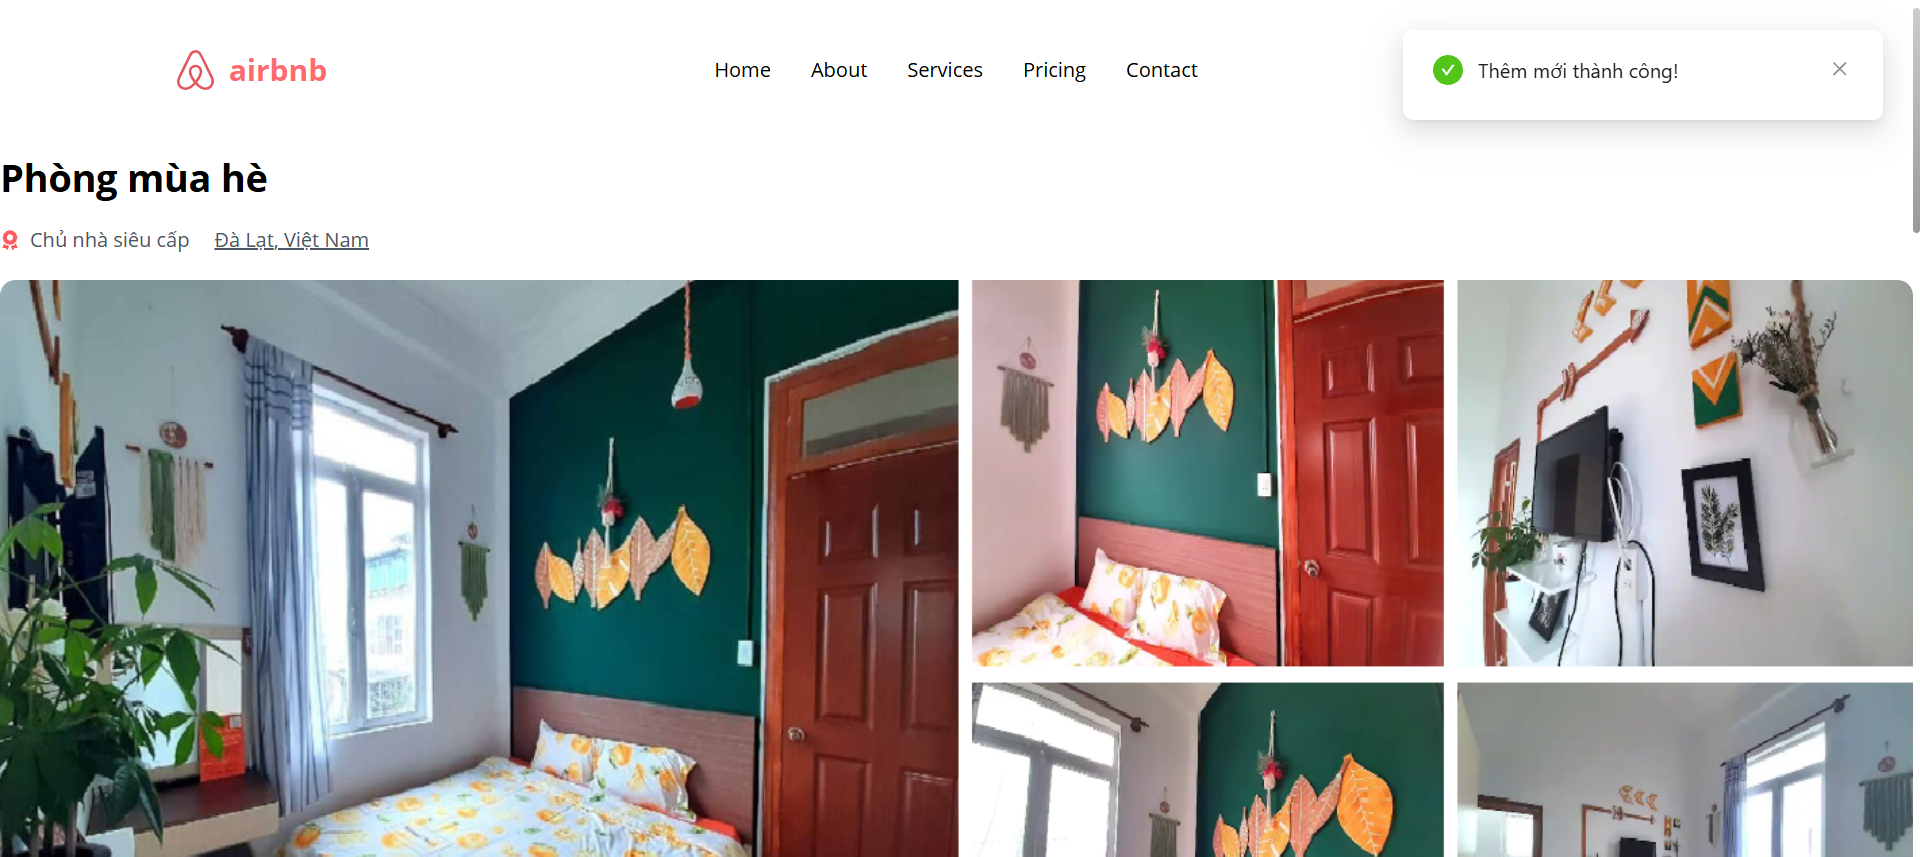 airbnb
Home About Services Pricing Contact
Thêm mới thành công!
Phòng mùa hè
Chủ nhà siêu cấp Đà Lạt, Việt Nam